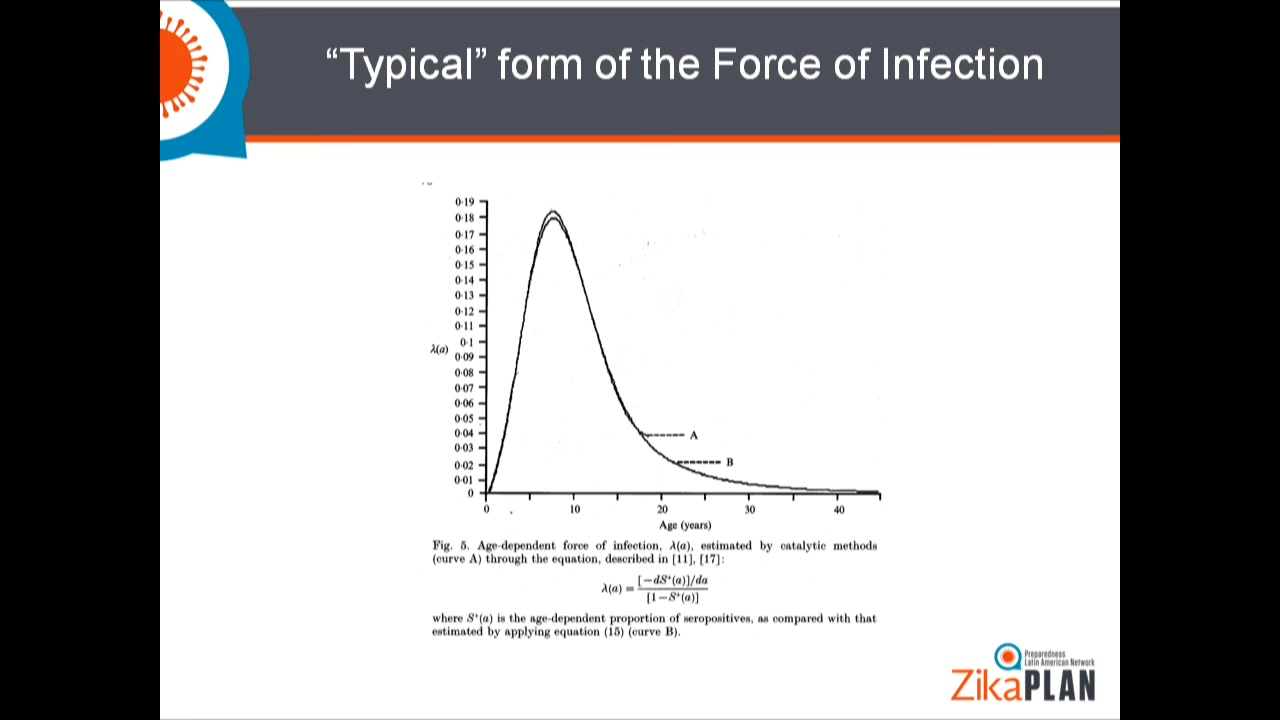 “Typical” form of the Force of Infection
0·19
0·18
0·17
0·16
0·15
0·14
0·13
0·12
0·11
0·1
λ(a)
0·09
0·08
0·07
0·06
0·05
0·04
A
0·03
0·02
B
0·01
0
0 10 20 30 40
Age (years)
Fig. 5. Age-dependent force of infection, λ(a), estimated by catalytic methods
(curve A) through the equation, described in [11], [17]:
λ(a) = [−dS⁺(a)]/da
[1−S⁺(a)]
where S⁺(a) is the age-dependent proportion of seropositives, as compared with that
estimated by applying equation (15) (curve B).
Preparedness
Latin American Network
ZikaPLAN